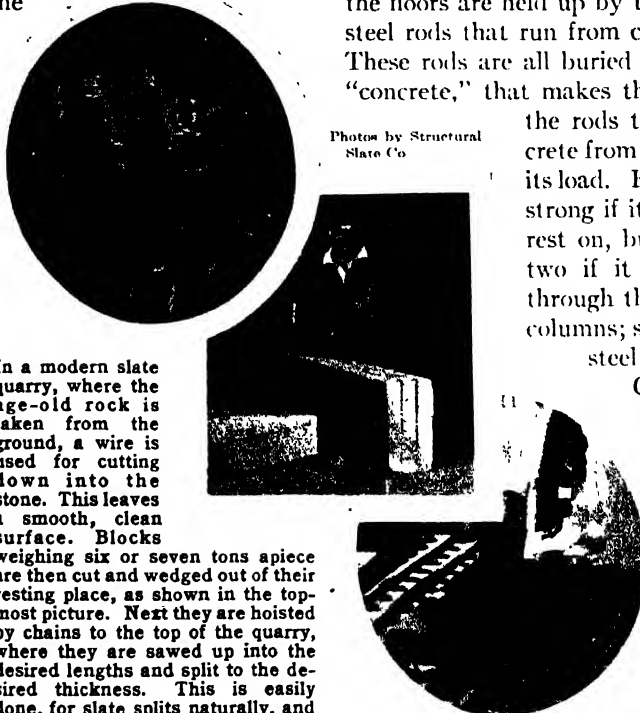 the floors are held up by
steel rods that run from
These rods are all buried
“concrete,” that makes
the rods
crete from
its load.
strong if
rest on,
two if it
through
columns;
steel
Photos by Structural
Slate Co
In a modern slate
quarry, where the
age-old rock is
taken from the
ground, a wire is
used for cutting
down into the
stone. This leaves
a smooth, clean
surface. Blocks
weighing six or seven tons apiece
are then cut and wedged out of their
resting place, as shown in the top-
most picture. Next they are hoisted
by chains to the top of the quarry,
where they are sawed up into the
desired lengths and split to the de-
sired thickness. This is easily
done, for slate splits naturally, and